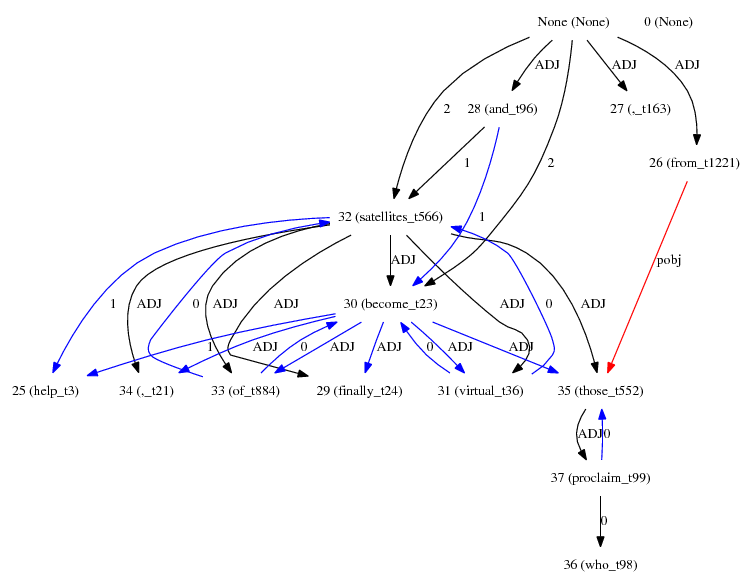 None (None) 0 (None)
ADJ ADJ ADJ
2 28 (and_t96) 27 (,_t163)
1 2 26 (from_t1221)
32 (satellites_t566) 1
ADJ pobj
1 ADJ 0 ADJ ADJ 30 (become_t23) ADJ 0 ADJ
1 ADJ 0 ADJ ADJ 0 ADJ ADJ
25 (help_t3) 34 (,_t21) 33 (of_t884) 29 (finally_t24) 31 (virtual_t36) 35 (those_t552)
ADJ 0
37 (proclaim_t99)
0
36 (who_t98)